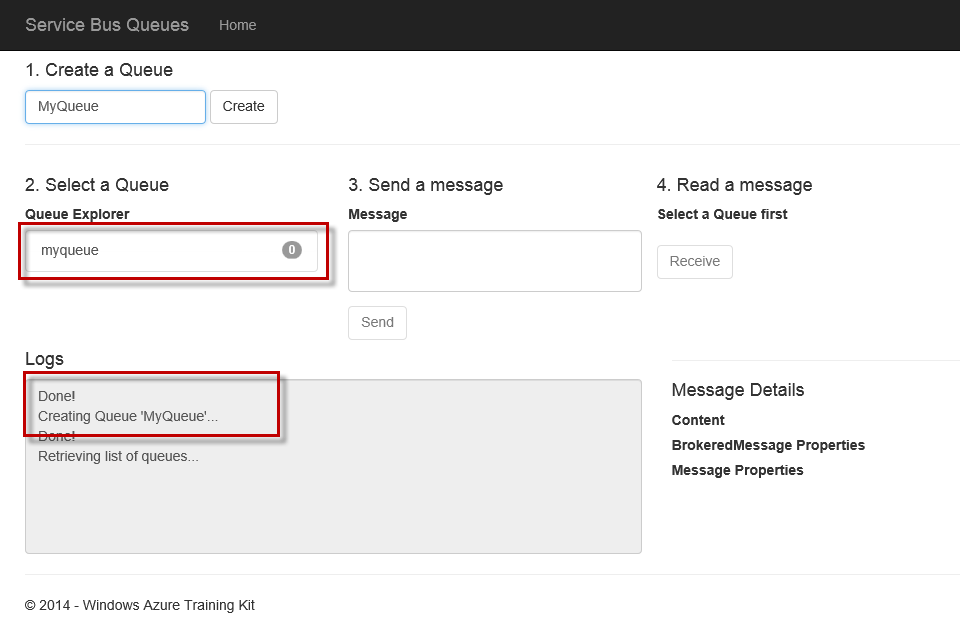 Service Bus Queues Home
1. Create a Queue
MyQueue Create
2. Select a Queue
Queue Explorer
myqueue 0
3. Send a message
Message
Send
4. Read a message
Select a Queue first
Receive
Logs
Done!
Creating Queue 'MyQueue'...
Done!
Retrieving list of queues...
Message Details
Content
BrokeredMessage Properties
Message Properties
© 2014 - Windows Azure Training Kit